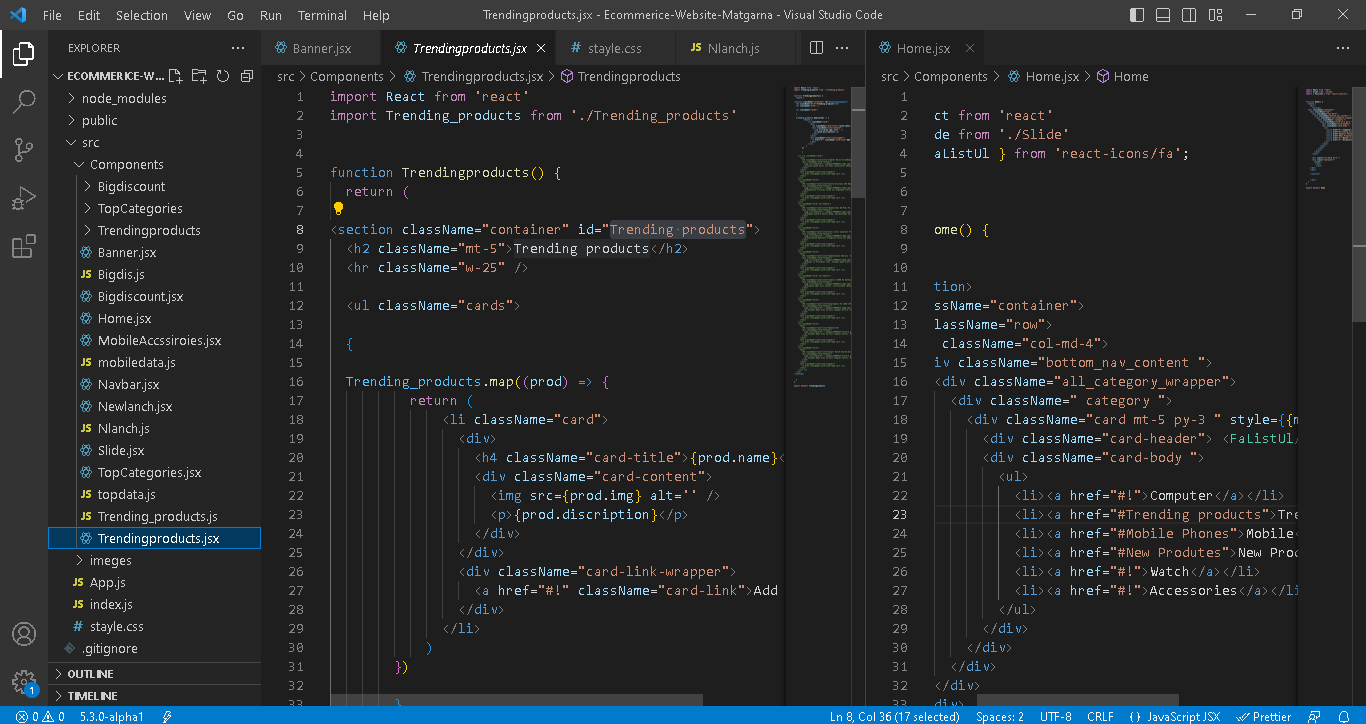 File Edit Selection View Go Run Terminal Help Trendingproducts.jsx - Ecommerice-Website-Matgarna - Visual Studio Code
EXPLORER
ECOMMERICE-W...
node_modules
public
src
Components
Bigdiscount
TopCategories
Trendingproducts
Banner.jsx
JS Bigdis.js
Bigdiscount.jsx
Home.jsx
MobileAccssiroies.jsx
JS mobiledata.js
Navbar.jsx
Newlanch.jsx
JS Nlanch.js
Slide.jsx
TopCategories.jsx
JS topdata.js
JS Trending_products.js
Trendingproducts.jsx
imeges
JS App.js
JS index.js
# stayle.css
.gitignore
OUTLINE
TIMELINE
1
Banner.jsx Trendingproducts.jsx # stayle.css JS Nlanch.js
src > Components > Trendingproducts.jsx > Trendingproducts
1 import React from 'react'
2 import Trending_products from './Trending_products'
3
4
5 function Trendingproducts() {
6 return (
7
8 <section className="container" id="Trending products">
9 <h2 className="mt-5">Trending products</h2>
10 <hr className="w-25" />
11
12 <ul className="cards">
13
14 {
15
16 Trending_products.map((prod) => {
17 return (
18 <li className="card">
19 <div>
20 <h4 className="card-title">{prod.name}<
21 <div className="card-content">
22 <img src={prod.img} alt='' />
23 <p>{prod.discription}</p>
24 </div>
25 </div>
26 <div className="card-link-wrapper">
27 <a href="#!" className="card-link">Add
28 </div>
29 </li>
30 )
31 })
32
33 }
Home.jsx
src > Components > Home.jsx > Home
1
2 ct from 'react'
3 de from './Slide'
4 aListUl } from 'react-icons/fa';
5
6
7
8 ome() {
9
10
11 tion>
12 ssName="container">
13 lassName="row">
14 className="col-md-4">
15 iv className="bottom_nav_content ">
16 <div className="all_category_wrapper">
17 <div className=" category ">
18 <div className="card mt-5 py-3 " style={{m
19 <div className="card-header"> <FaListUl/
20 <div className="card-body ">
21 <ul>
22 <li><a href="#!">Computer</a></li>
23 <li><a href="#Trending products">Tre
24 <li><a href="#Mobile Phones">Mobile
25 <li><a href="#New Produtes">New Proc
26 <li><a href="#!">Watch</a></li>
27 <li><a href="#!">Accessories</a></li
28 </ul>
29 </div>
30 </div>
31 </div>
32 </div>
33 div>
0 0 5.3.0-alpha1 Ln 8, Col 36 (17 selected) Spaces: 2 UTF-8 CRLF {} JavaScript JSX Prettier